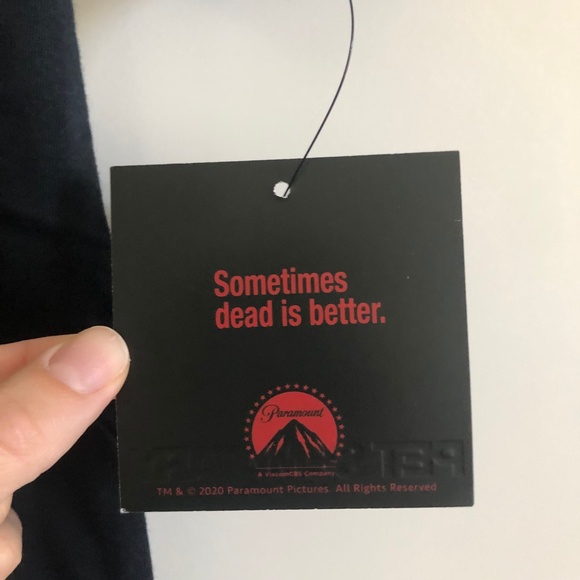 Sometimes
dead is better.
Paramount
A ViacomCBS Company
TM & © 2020 Paramount Pictures. All Rights Reserved